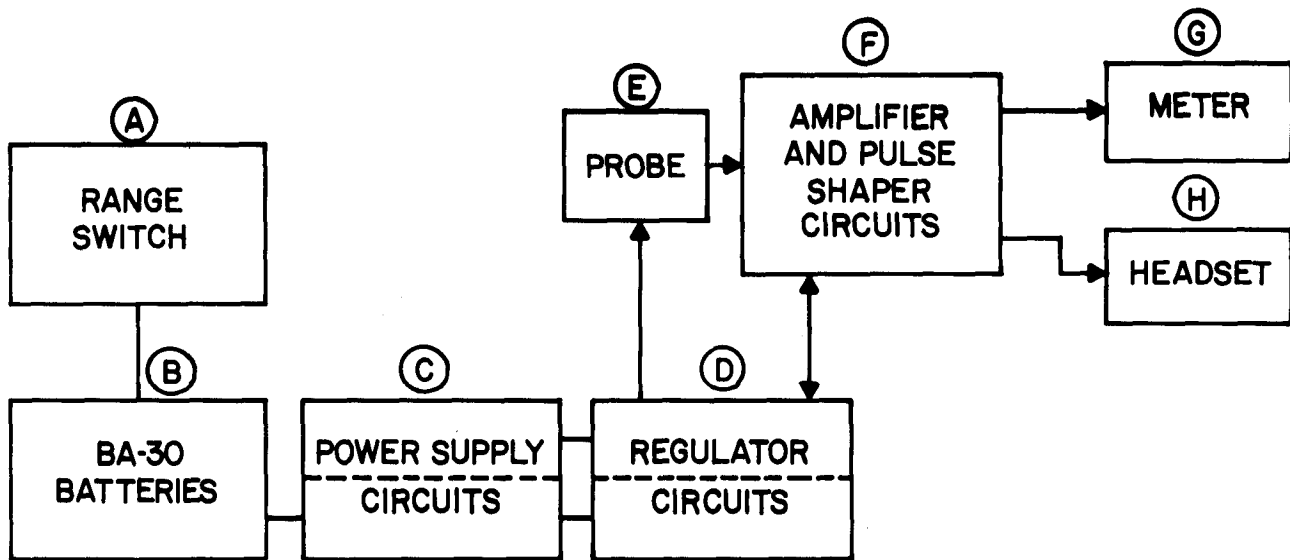 A
RANGE
SWITCH
B
BA-30
BATTERIES
C
POWER SUPPLY
CIRCUITS
D
REGULATOR
CIRCUITS
E
PROBE
F
AMPLIFIER
AND PULSE
SHAPER
CIRCUITS
G
METER
H
HEADSET